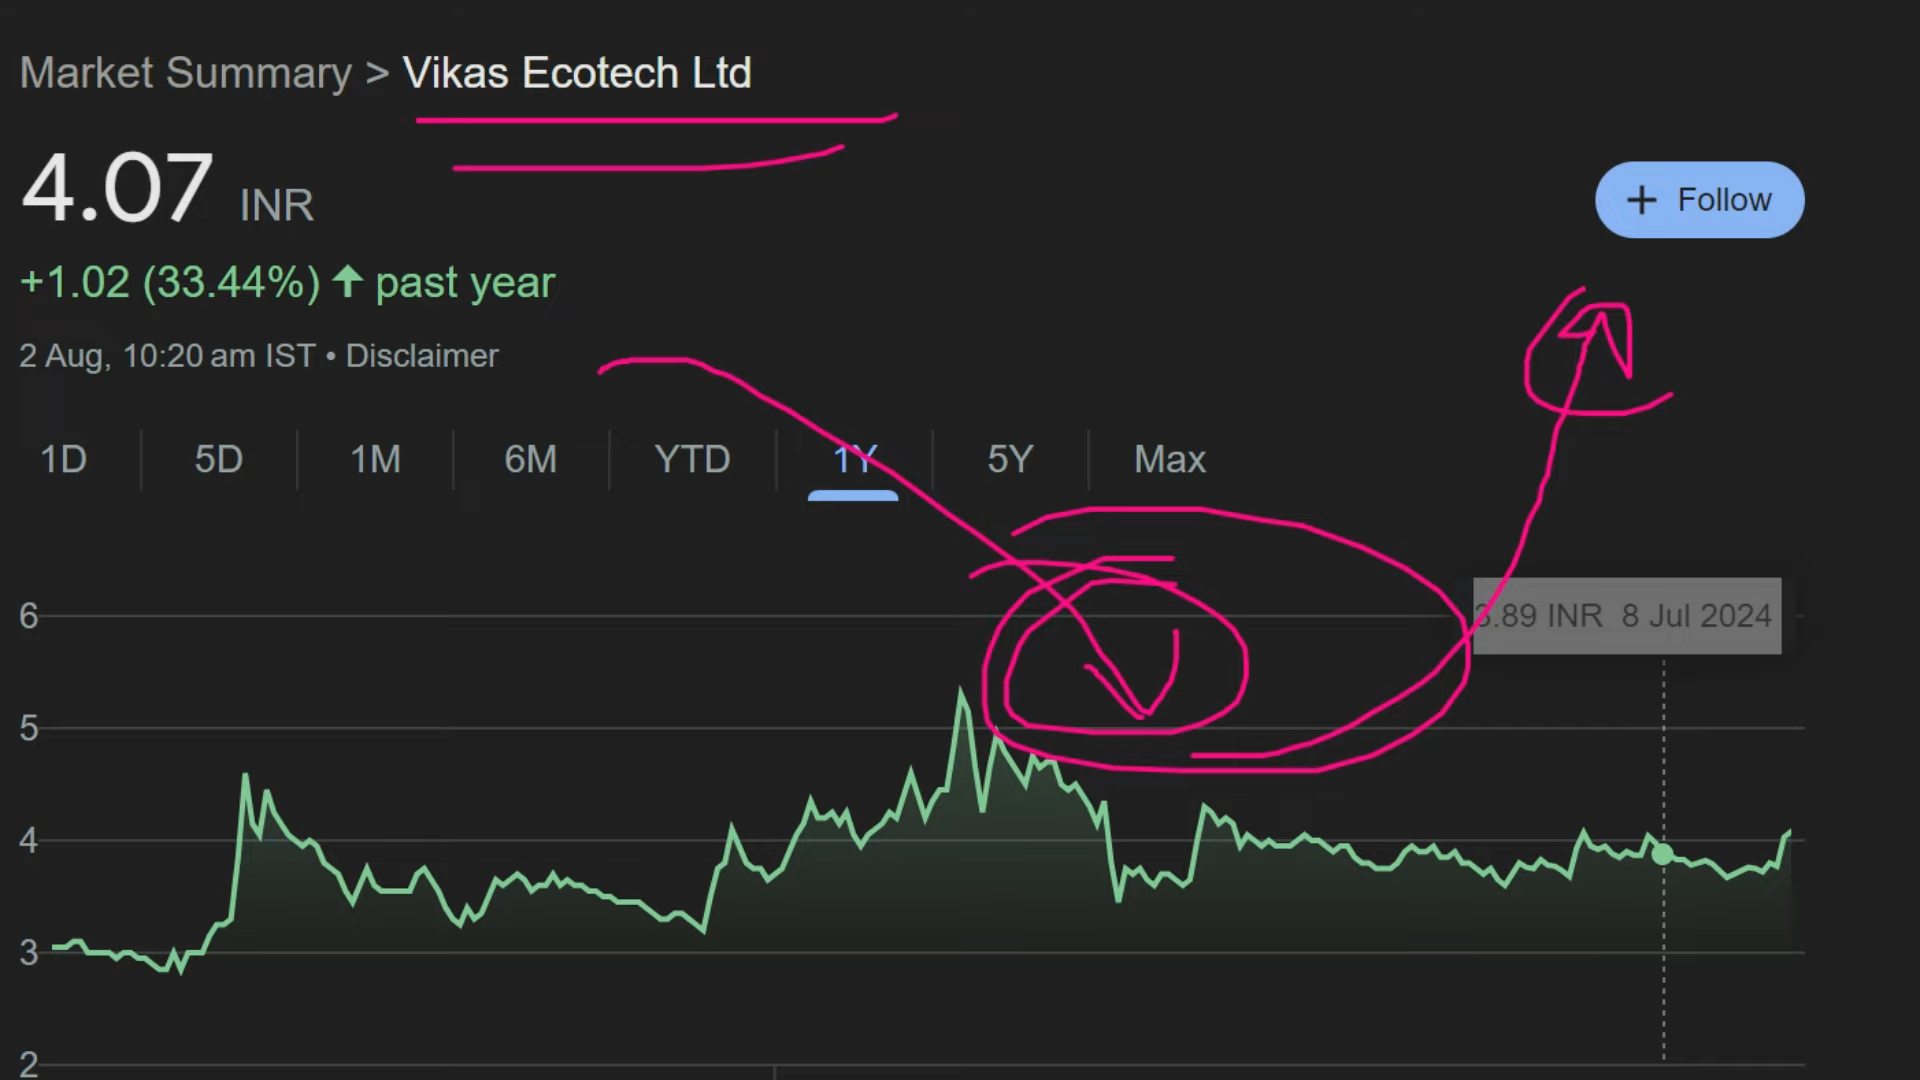 Market Summary > Vikas Ecotech Ltd
4.07 INR
+ Follow
+1.02 (33.44%) ↑ past year
2 Aug, 10:20 am IST • Disclaimer
1D 5D 1M 6M YTD 1Y 5Y Max
3.89 INR 8 Jul 2024
6
5
4
3
2